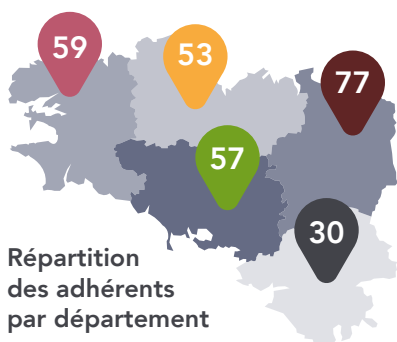 59
53
77
57
30
Répartition
des adhérents
par département